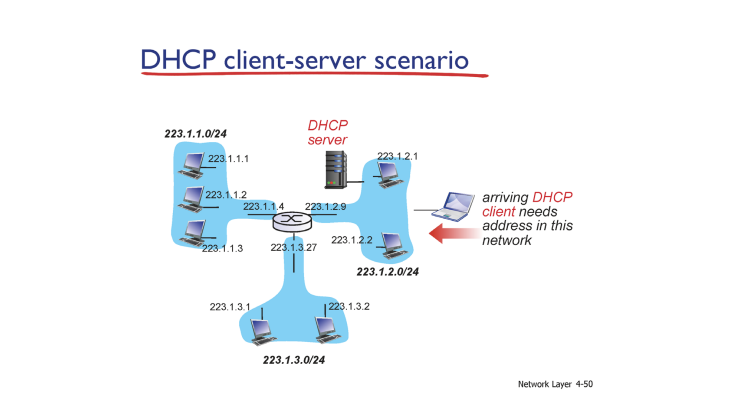 DHCP client-server scenario
223.1.1.0/24
DHCP
server
223.1.1.1
223.1.2.1
223.1.1.2
223.1.1.4
223.1.2.9
arriving DHCP
client needs
address in this
network
223.1.1.3
223.1.3.27
223.1.2.2
223.1.2.0/24
223.1.3.1
223.1.3.2
223.1.3.0/24
Network Layer 4-50